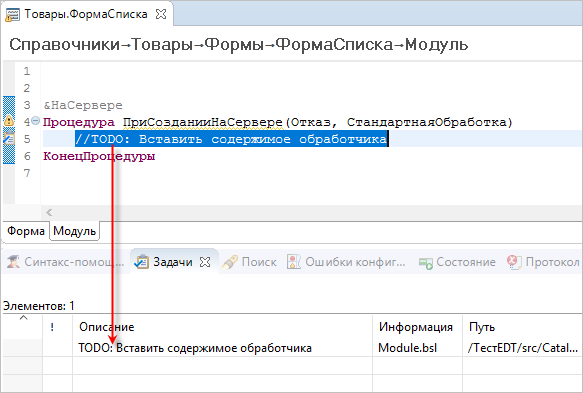 Товары.ФормаСписка
Справочники→Товары→Формы→ФормаСписка→Модуль
1
2
3 &НаСервере
4 Процедура ПриСозданииНаСервере(Отказ, СтандартнаяОбработка)
5 //TODO: Вставить содержимое обработчика
6 КонецПроцедуры
7
Форма Модуль
Синтакс-помощ... Задачи Поиск Ошибки конфиг... Состояние Протокол
Элементов: 1
! Описание Информация Путь
TODO: Вставить содержимое обработчика Module.bsl /ТестEDT/src/Catal...